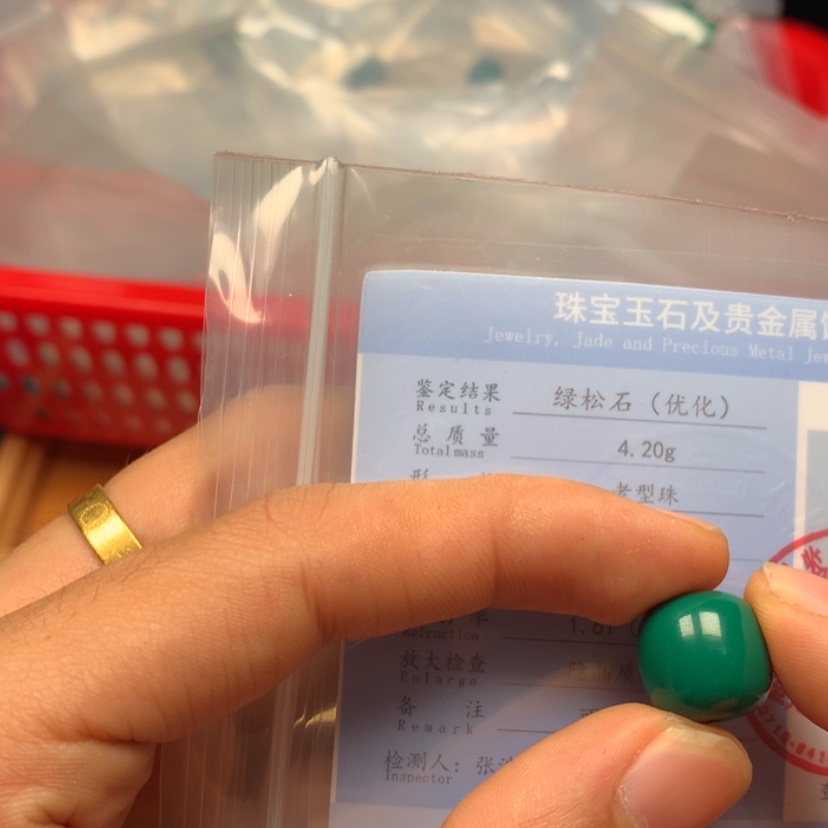 珠宝玉石及贵金属
Jewelry, Jade and Precious Metal
鉴定结果 绿松石（优化）
Results
总质量 4.20g
Total mass
老型珠
Refraction
放大检查
Enlarge
备注
Remark
检测人：张
Inspector